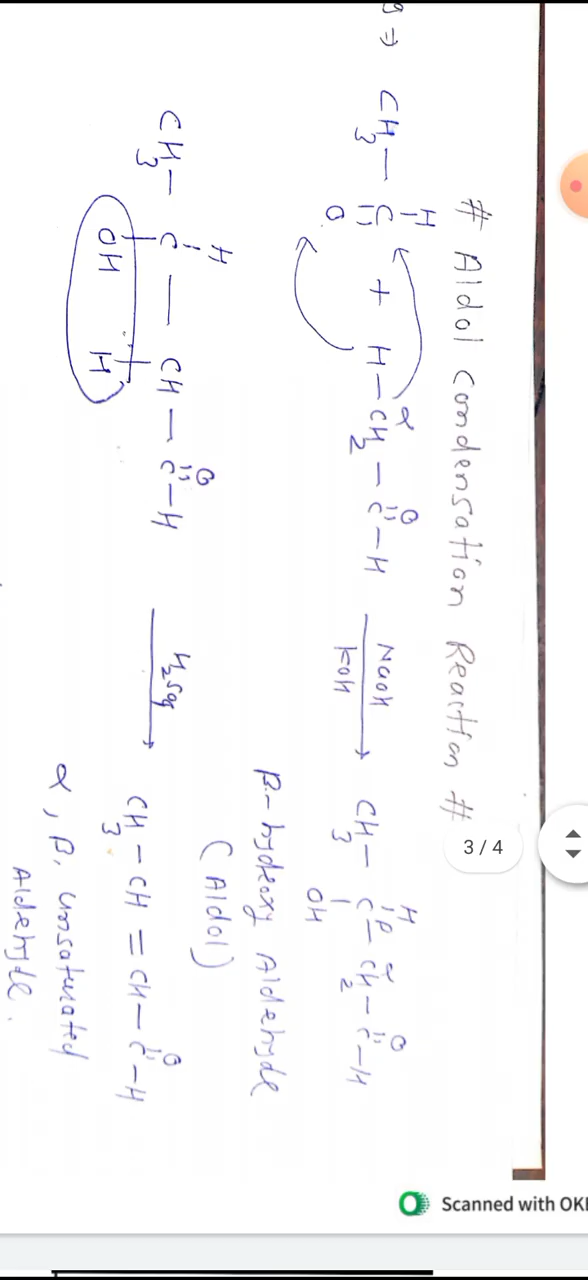 # Aldol Condensation Reaction #
g ⇒ CH3 – C(H)(=O) + H – CH2(α) – C(=O) – H —NaOH / KOH→ CH3 – C(H)(OH)(β) – CH2(α) – C(=O) – H
β-hydroxy Aldehyde
(Aldol)
CH3 – C(H)(OH) – CH(H) – C(=O) – H —H2SO4→ CH3 – CH = CH – C(=O) – H
α, β, unsaturated
Aldehyde.
3 / 4
Scanned with OKE